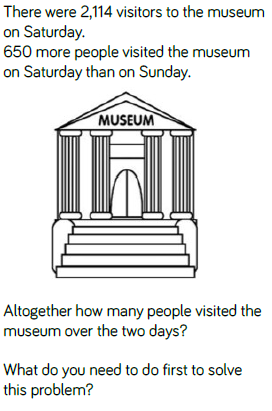 There were 2,114 visitors to the museum
on Saturday.
650 more people visited the museum
on Saturday than on Sunday.
MUSEUM
Altogether how many people visited the
museum over the two days?
What do you need to do first to solve
this problem?